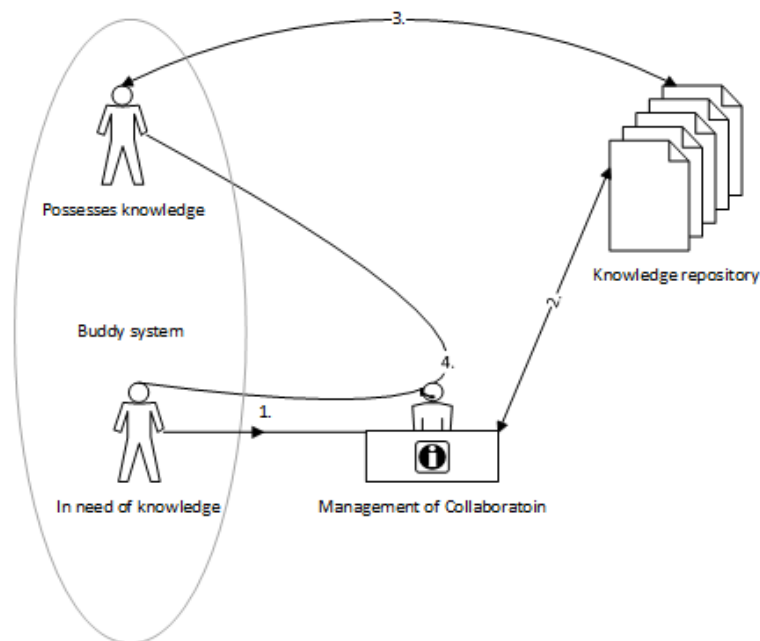 3.
Possesses knowledge
Knowledge repository
2.
Buddy system
4.
1.
In need of knowledge
Management of Collaboratoin